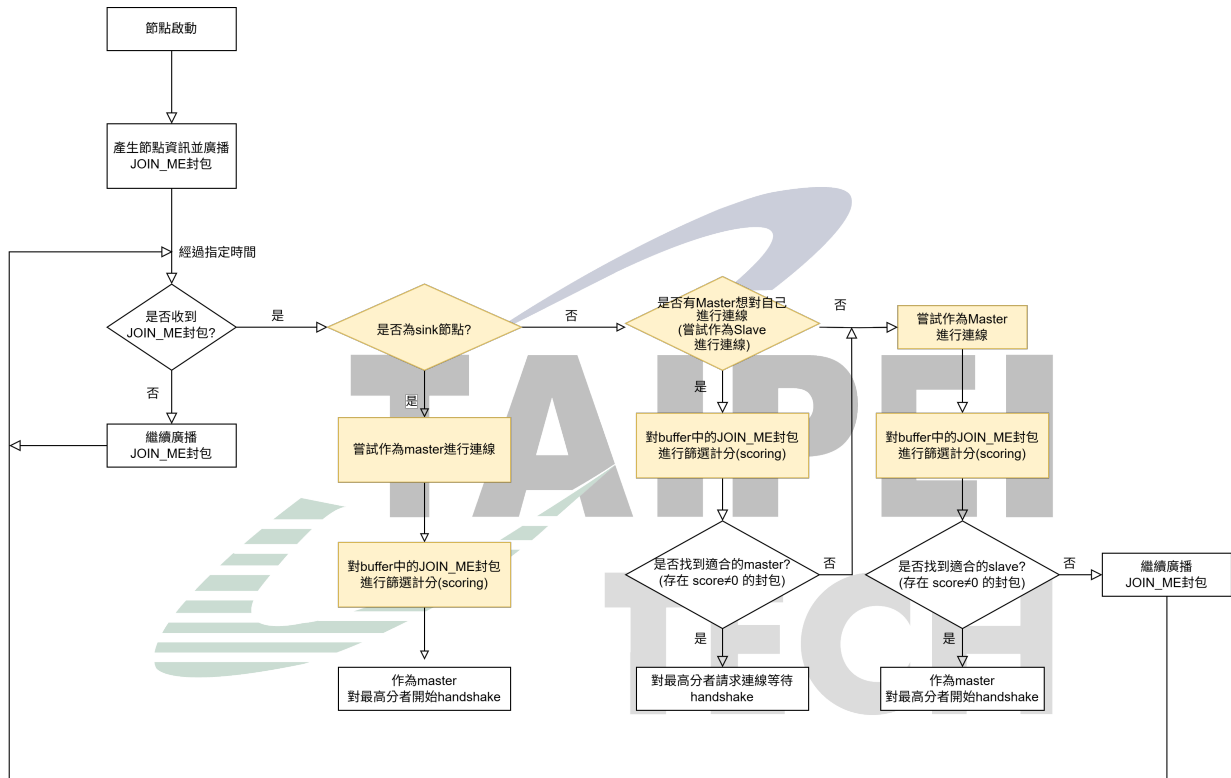 節點啟動
產生節點資訊並廣播
JOIN_ME封包
經過指定時間
是否收到
JOIN_ME封包?
是
否
繼續廣播
JOIN_ME封包
是否為sink節點?
否
是
嘗試作為master進行連線
對buffer中的JOIN_ME封包
進行篩選計分(scoring)
作為master
對最高分者開始handshake
是否有Master想對自己
進行連線
(嘗試作為Slave
進行連線)
否
是
對buffer中的JOIN_ME封包
進行篩選計分(scoring)
是否找到適合的master?
(存在 score≠0 的封包)
否
是
對最高分者請求連線等待
handshake
嘗試作為Master
進行連線
對buffer中的JOIN_ME封包
進行篩選計分(scoring)
是否找到適合的slave?
(存在 score≠0 的封包)
否
是
作為master
對最高分者開始handshake
繼續廣播
JOIN_ME封包
TAIPEI
TECH